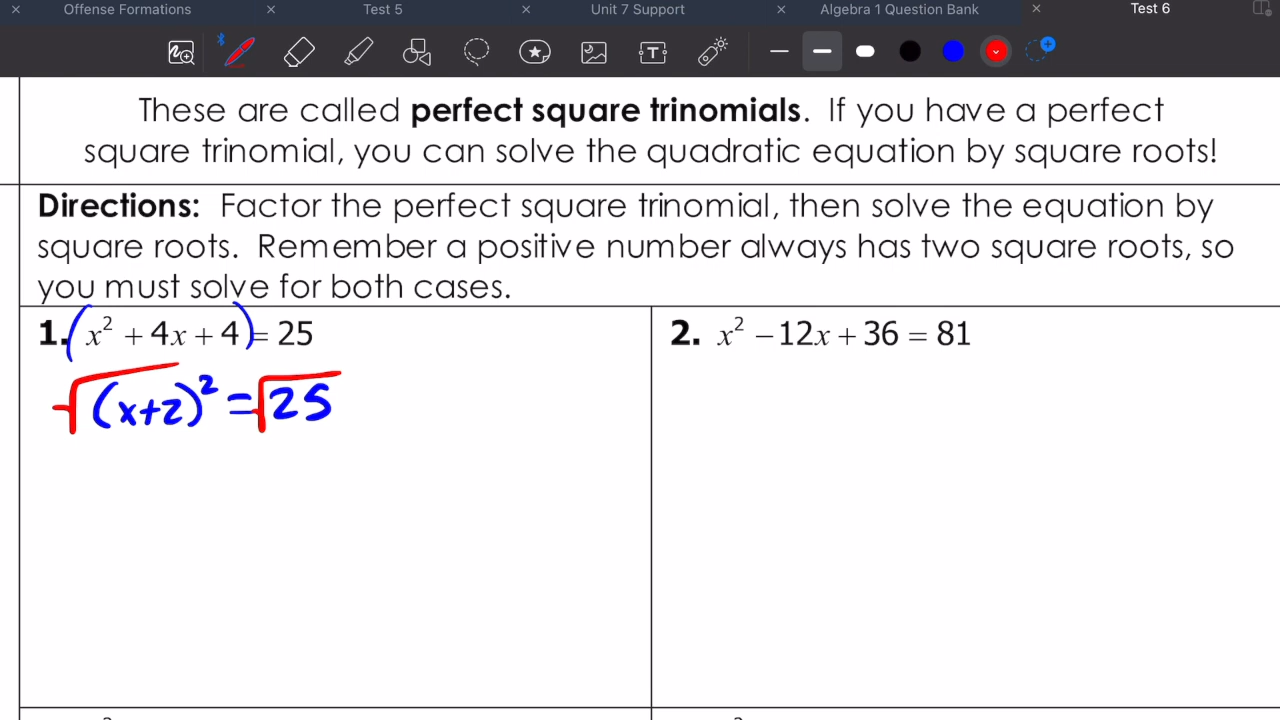 Offense Formations
Test 5
Unit 7 Support
Algebra 1 Question Bank
Test 6
T
These are called perfect square trinomials. If you have a perfect
square trinomial, you can solve the quadratic equation by square roots!
Directions: Factor the perfect square trinomial, then solve the equation by
square roots. Remember a positive number always has two square roots, so
you must solve for both cases.
1. (x² + 4x + 4) = 25
√(x+2)² = √25
2. x² − 12x + 36 = 81